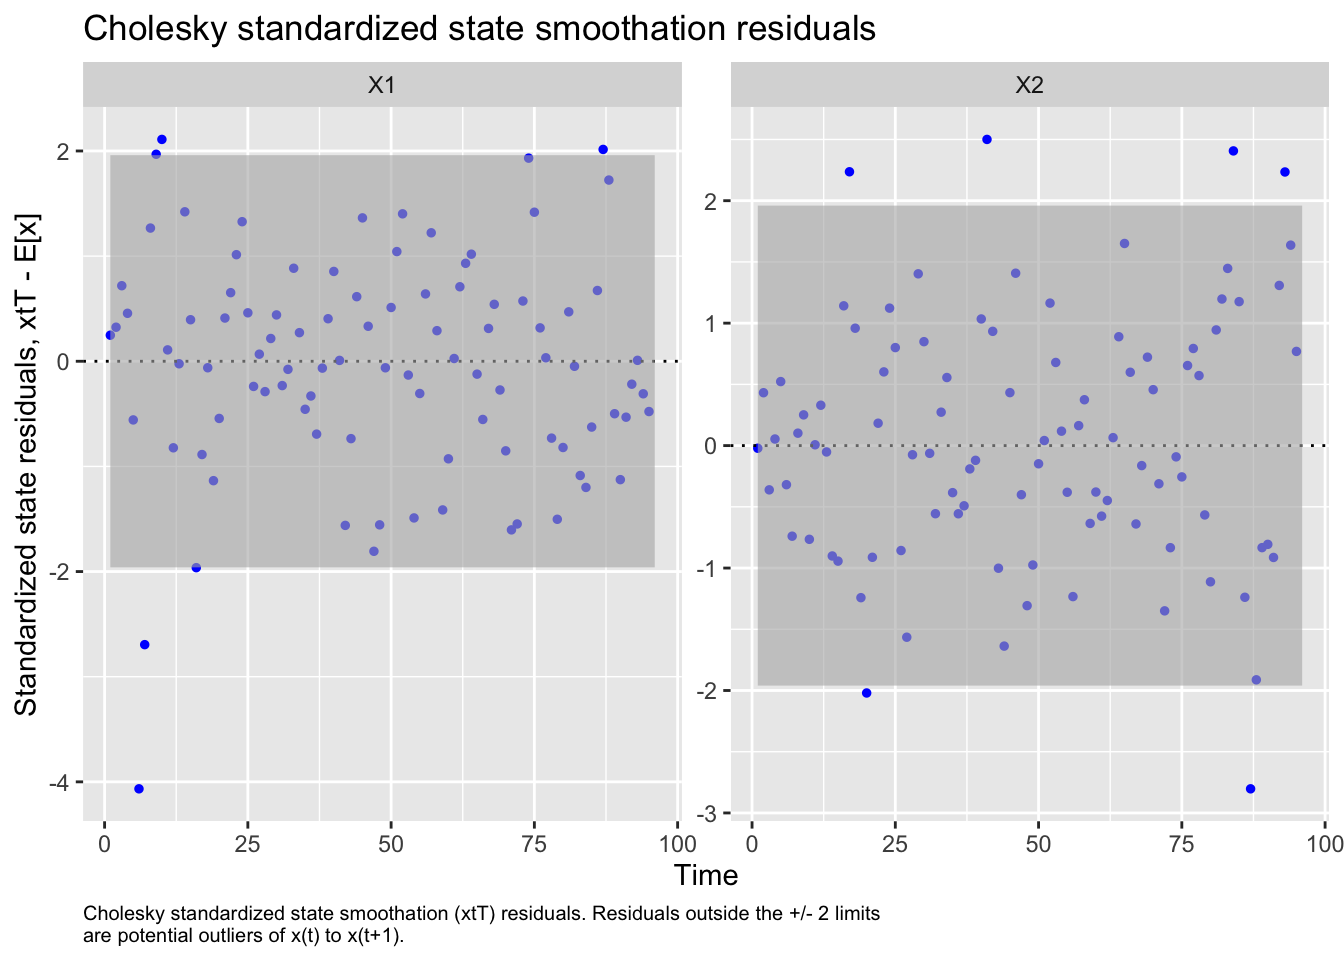 Cholesky standardized state smoothation residuals
X1
X2
Standardized state residuals, xtT - E[x]
2
0
-2
-4
2
1
0
-1
-2
-3
0
25
50
75
100
0
25
50
75
100
Time
Cholesky standardized state smoothation (xtT) residuals. Residuals outside the +/- 2 limits
are potential outliers of x(t) to x(t+1).